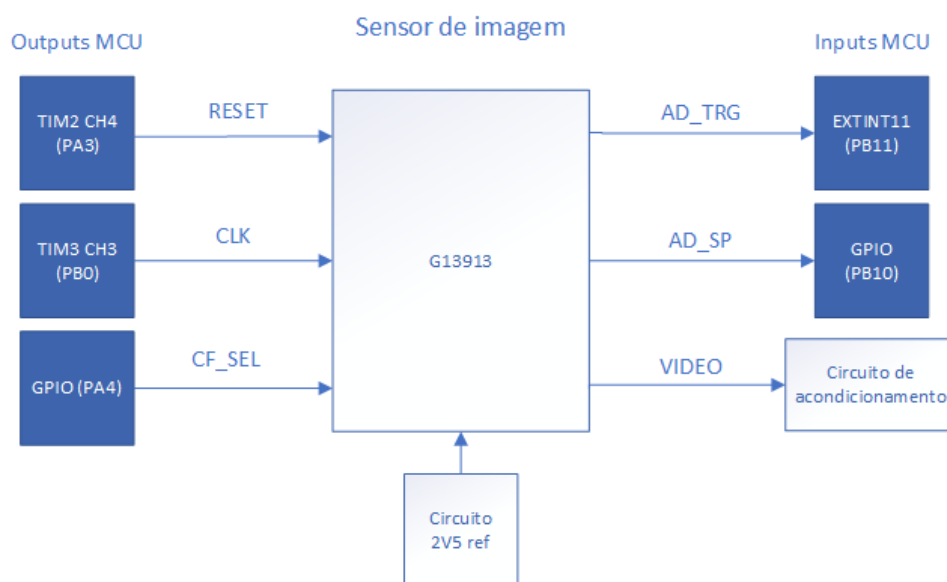 Sensor de imagem
Outputs MCU
Inputs MCU
TIM2 CH4
(PA3)
RESET
AD_TRG
EXTINT11
(PB11)
TIM3 CH3
(PB0)
CLK
G13913
AD_SP
GPIO
(PB10)
GPIO (PA4)
CF_SEL
VIDEO
Circuito de
acondicionamento
Circuito
2V5 ref